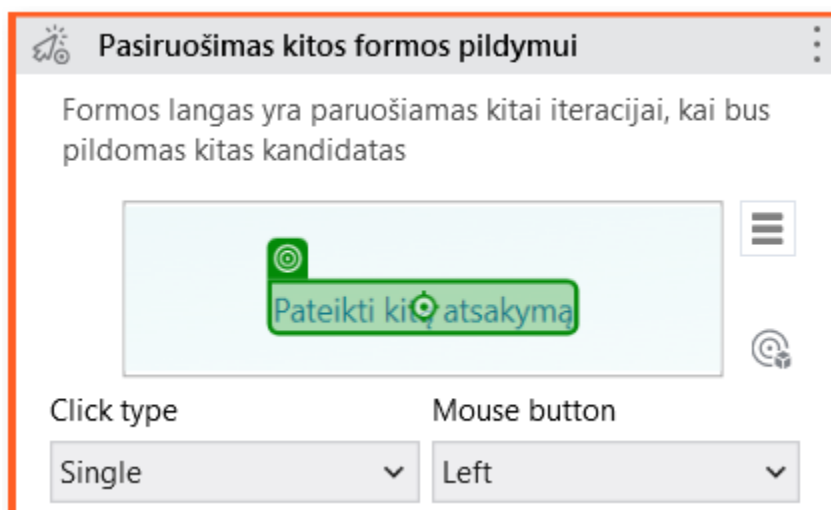 Pasiruošimas kitos formos pildymui
Formos langas yra paruošiamas kitai iteracijai, kai bus
pildomas kitas kandidatas
Pateikti kitą atsakymą
Click type
Mouse button
Single
Left